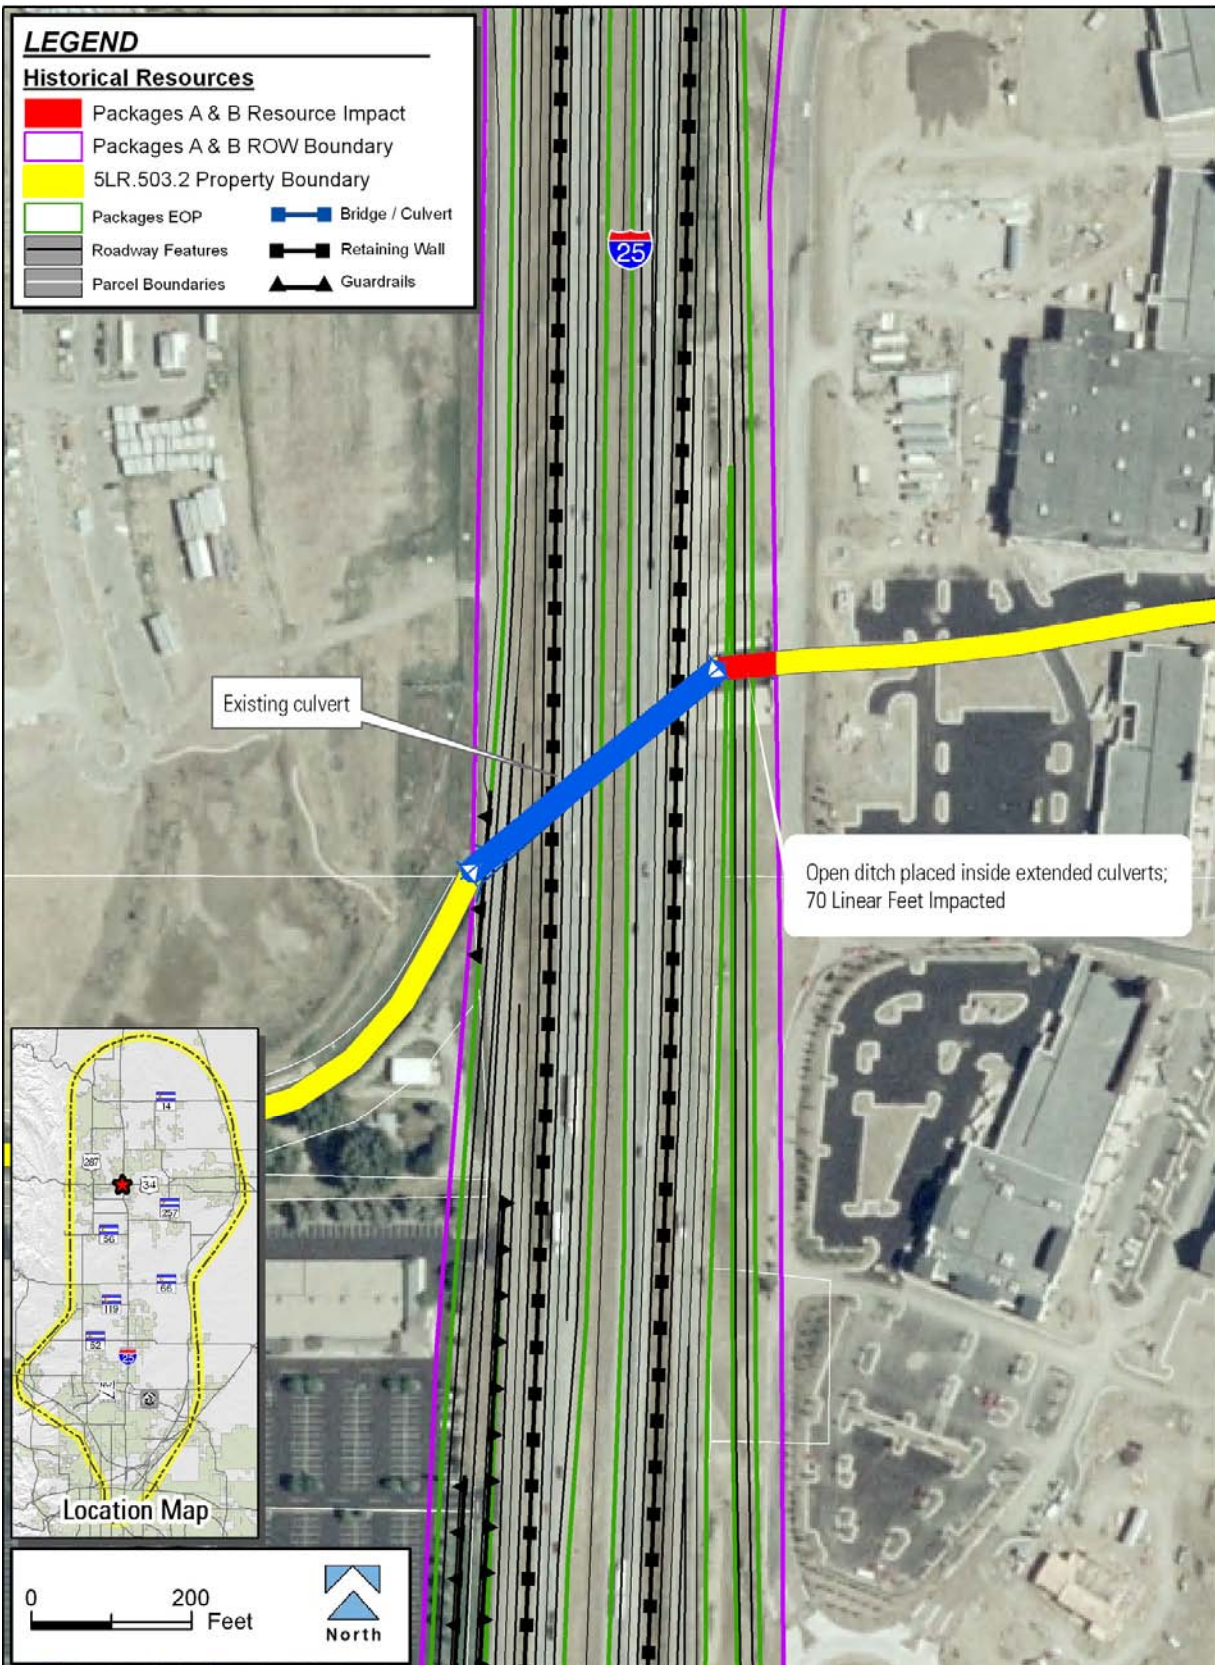 LEGEND
Historical Resources
Packages A & B Resource Impact
Packages A & B ROW Boundary
5LR.503.2 Property Boundary
Packages EOP
Bridge / Culvert
Roadway Features
Retaining Wall
Parcel Boundaries
Guardrails
25
Existing culvert
Open ditch placed inside extended culverts;
70 Linear Feet Impacted
14
287
34
257
56
66
119
52
25
Location Map
0 200
Feet
North